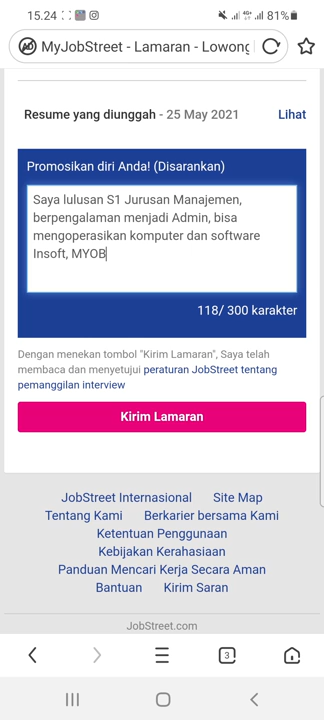 15.24
4G+
81%
MyJobStreet - Lamaran - Lowong
Resume yang diunggah - 25 May 2021
Lihat
Promosikan diri Anda! (Disarankan)
Saya lulusan S1 Jurusan Manajemen,
berpengalaman menjadi Admin, bisa
mengoperasikan komputer dan software
Insoft, MYOB
118/ 300 karakter
Dengan menekan tombol "Kirim Lamaran", Saya telah
membaca dan menyetujui peraturan JobStreet tentang
pemanggilan interview
Kirim Lamaran
JobStreet Internasional Site Map
Tentang Kami Berkarier bersama Kami
Ketentuan Penggunaan
Kebijakan Kerahasiaan
Panduan Mencari Kerja Secara Aman
Bantuan Kirim Saran
JobStreet.com
3